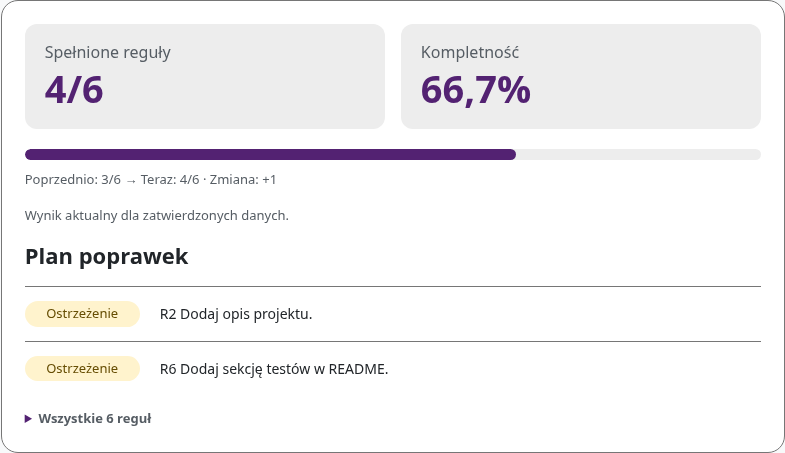 Spełnione reguły
4/6
Kompletność
66,7%
Poprzednio: 3/6 → Teraz: 4/6 · Zmiana: +1
Wynik aktualny dla zatwierdzonych danych.
Plan poprawek
Ostrzeżenie R2 Dodaj opis projektu.
Ostrzeżenie R6 Dodaj sekcję testów w README.
Wszystkie 6 reguł